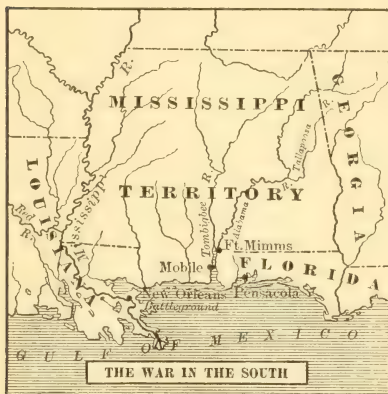 MISSISSIPPI
TERRITORY
GEORGIA
LOUISIANA
FLORIDA
R.
Mississippi R.
Red R.
Tombigbee R.
Alabama R.
Tallapoosa R.
Ft. Mimms
Mobile
New Orleans
Battleground
Pensacola
GULF OF MEXICO
THE WAR IN THE SOUTH